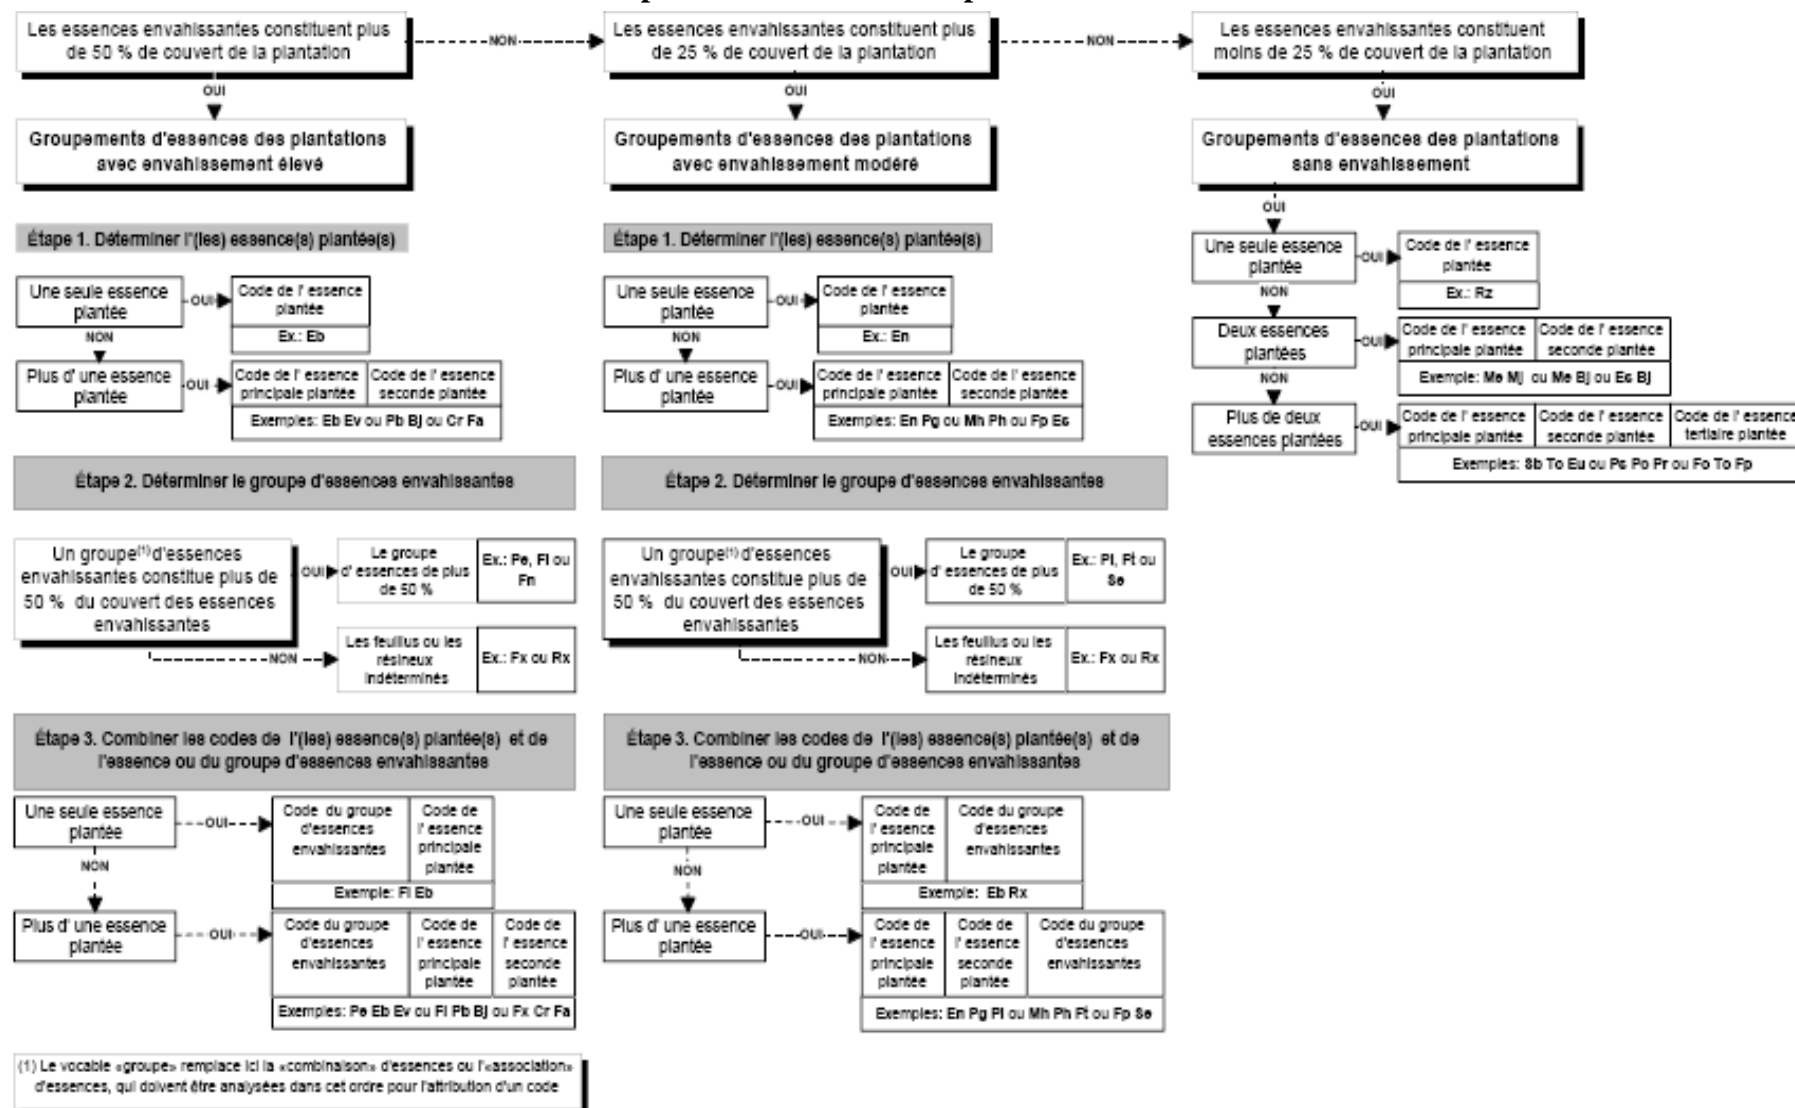 Les essences envahissantes constituent plus
de 50 % de couvert de la plantation
NON
Les essences envahissantes constituent plus
de 25 % de couvert de la plantation
NON
Les essences envahissantes constituent
moins de 25 % de couvert de la plantation
OUI
OUI
OUI
Groupements d'essences des plantations
avec envahissement élevé
Groupements d'essences des plantations
avec envahissement modéré
Groupements d'essences des plantations
sans envahissement
OUI
Étape 1. Déterminer l'(les) essence(s) plantée(s)
Une seule essence
plantée
OUI
Code de l' essence
plantée
Ex.: Eb
NON
Plus d' une essence
plantée
OUI
Code de l' essence
principale plantée
Code de l' essence
seconde plantée
Exemples: Eb Ev ou Pb Bj ou Cr Fa
Étape 2. Déterminer le groupe d'essences envahissantes
Un groupe(1) d'essences
envahissantes constitue plus de
50 % du couvert des essences
envahissantes
OUI
Le groupe
d' essences de plus
de 50 %
Ex.: Pe, Fi ou
Fn
NON
Les feuillus ou les
résineux
indéterminés
Ex.: Fx ou Rx
Étape 3. Combiner les codes de l'(les) essence(s) plantée(s) et de
l'essence ou du groupe d'essences envahissantes
Une seule essence
plantée
OUI
Code du groupe
d'essences
envahissantes
Code de
l' essence
principale
plantée
Exemple: Fi Eb
NON
Plus d' une essence
plantée
OUI
Code du groupe
d'essences
envahissantes
Code de
l' essence
principale
plantée
Code de
l' essence
seconde
plantée
Exemples: Pe Eb Ev ou Fi Pb Bj ou Fx Cr Fa
Étape 1. Déterminer l'(les) essence(s) plantée(s)
Une seule essence
plantée
OUI
Code de l' essence
plantée
Ex.: En
NON
Plus d' une essence
plantée
OUI
Code de l' essence
principale plantée
Code de l' essence
seconde plantée
Exemples: En Pg ou Mh Ph ou Fp Es
Étape 2. Déterminer le groupe d'essences envahissantes
Un groupe(1) d'essences
envahissantes constitue plus de
50 % du couvert des essences
envahissantes
OUI
Le groupe
d' essences de plus
de 50 %
Ex.: Pi, Ft ou
Se
NON
Les feuillus ou les
résineux
indéterminés
Ex.: Fx ou Rx
Étape 3. Combiner les codes de l'(les) essence(s) plantée(s) et de
l'essence ou du groupe d'essences envahissantes
Une seule essence
plantée
OUI
Code de
l' essence
principale
plantée
Code du groupe
d'essences
envahissantes
Exemple: Eb Rx
NON
Plus d' une essence
plantée
OUI
Code de
l' essence
principale
plantée
Code de
l' essence
seconde
plantée
Code du groupe
d'essences
envahissantes
Exemples: En Pg Pi ou Mh Ph Ft ou Fp Se
Une seule essence
plantée
OUI
Code de l' essence
plantée
Ex.: Rz
NON
Deux essences
plantées
OUI
Code de l' essence
principale plantée
Code de l' essence
seconde plantée
Exemple: Me Mj ou Me Bj ou Es Bj
NON
Plus de deux
essences plantées
OUI
Code de l' essence
principale plantée
Code de l' essence
seconde plantée
Code de l' essence
tertiaire plantée
Exemples: Sb To Eu ou Ps Po Pr ou Fo To Fp
(1) Le vocable «groupe» remplace ici la «combinaison» d'essences ou l'«association»
d'essences, qui doivent être analysées dans cet ordre pour l'attribution d'un code